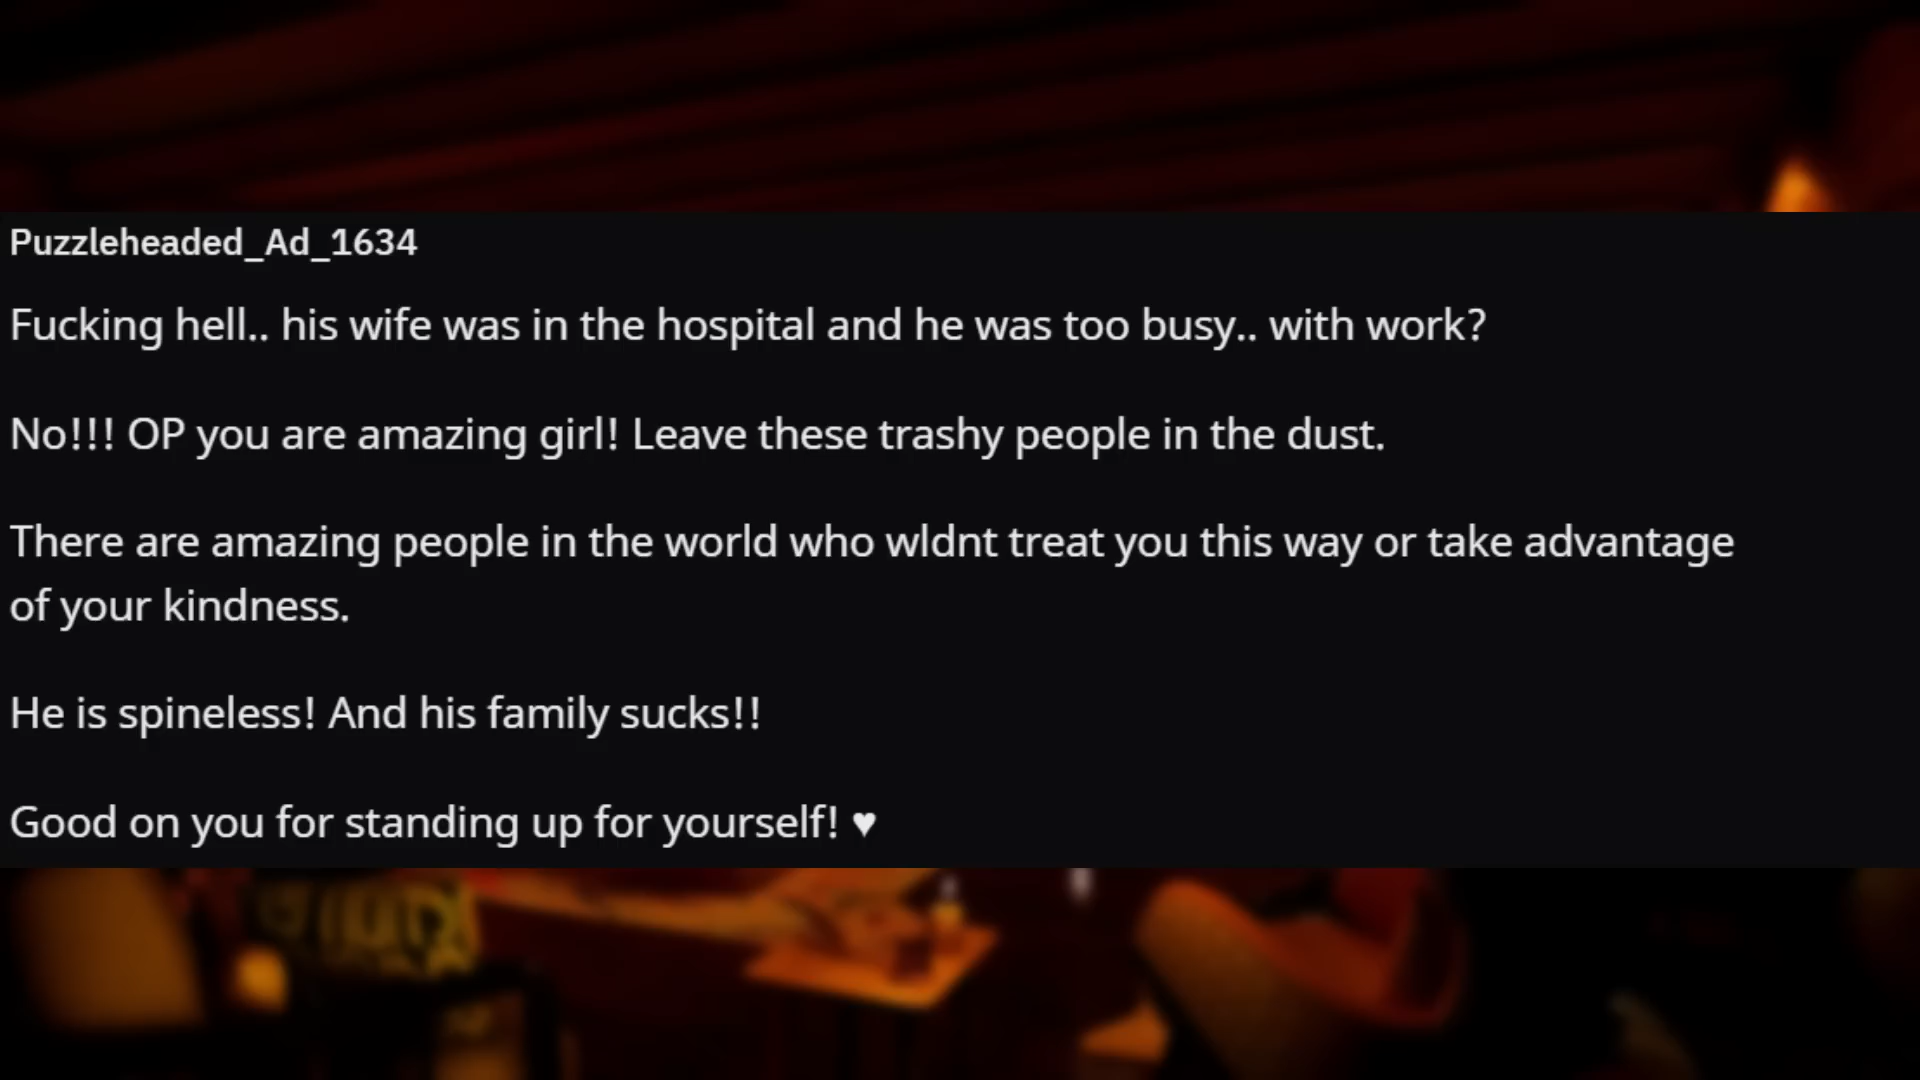 Puzzleheaded_Ad_1634
Fucking hell.. his wife was in the hospital and he was too busy.. with work?
No!!! OP you are amazing girl! Leave these trashy people in the dust.
There are amazing people in the world who wldnt treat you this way or take advantage
of your kindness.
He is spineless! And his family sucks!!
Good on you for standing up for yourself! ♥